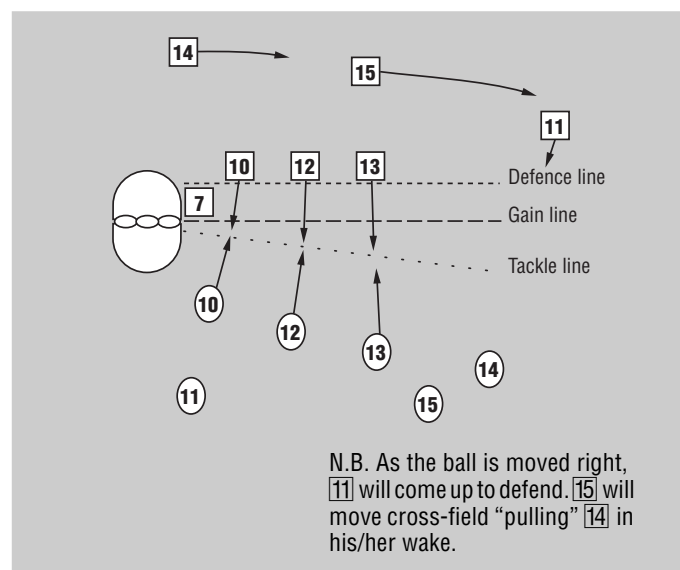 14
15
11
10 12 13
Defence line
7
Gain line
Tackle line
10
12
13
14
11
15
N.B. As the ball is moved right,
11 will come up to defend. 15 will
move cross-field “pulling” 14 in
his/her wake.